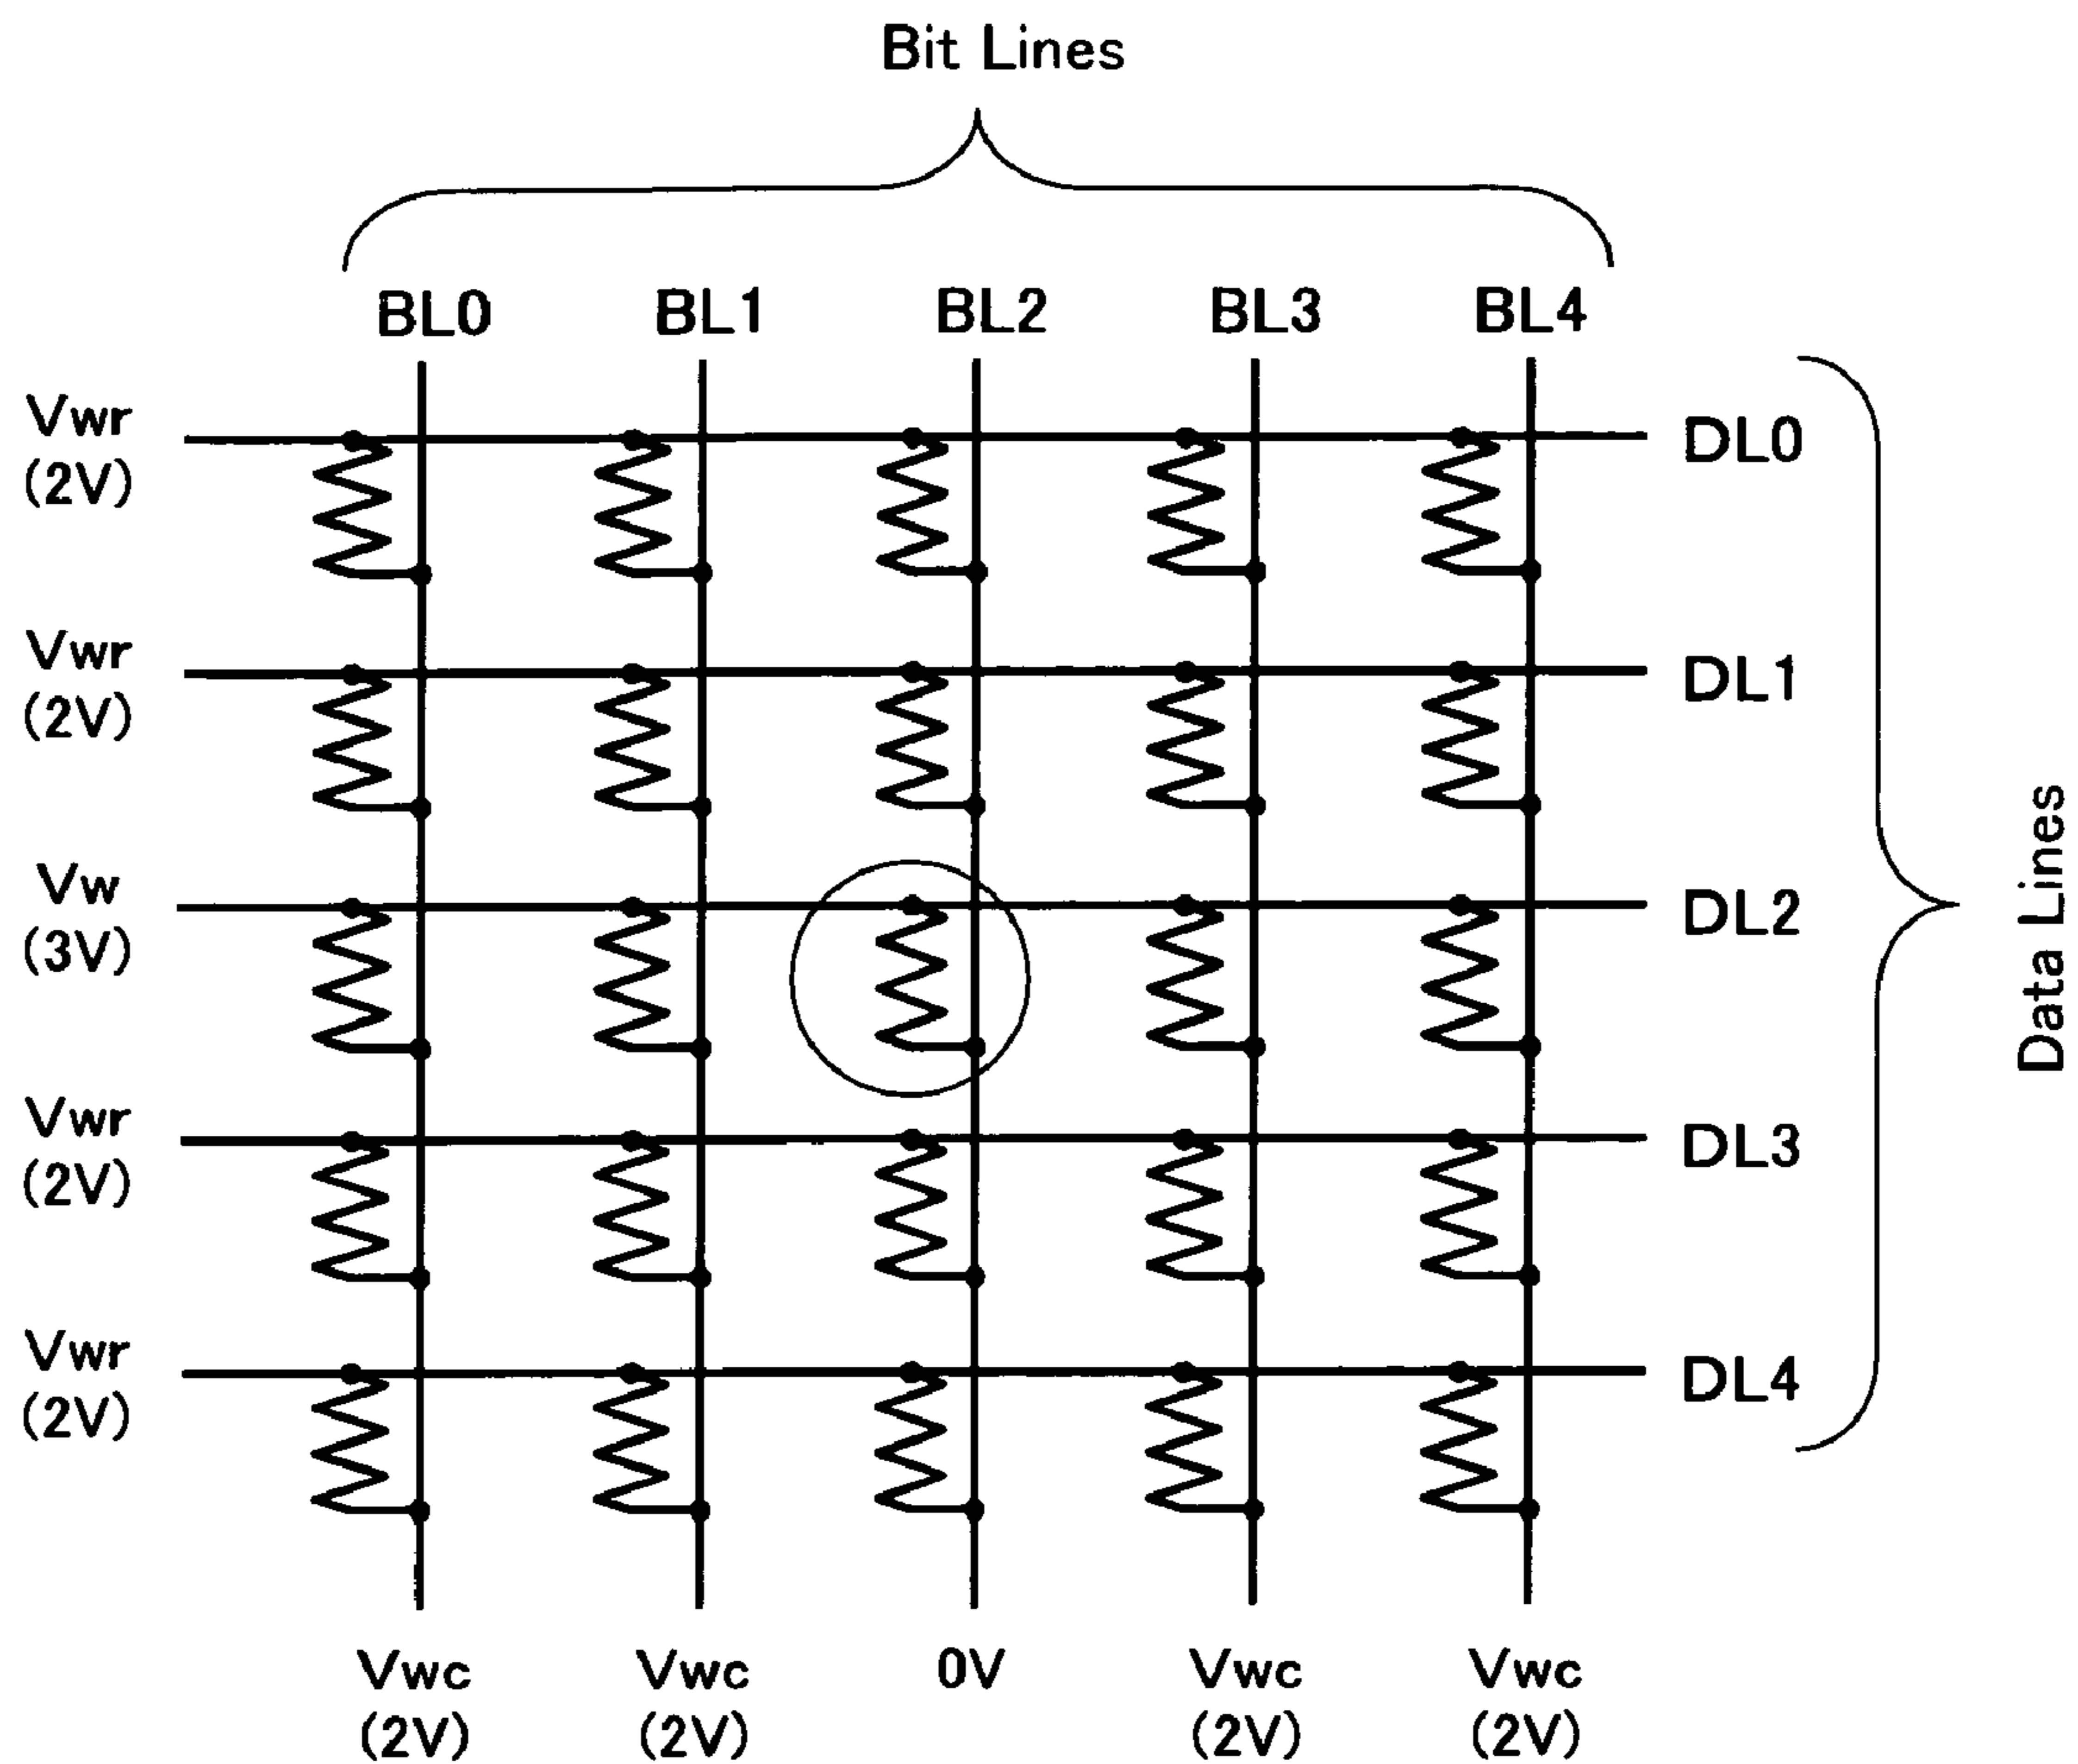 Bit Lines
BL0 BL1 BL2 BL3 BL4
Vwr
(2V)
DL0
Vwr
(2V)
DL1
Vw
(3V)
DL2
Vwr
(2V)
DL3
Vwr
(2V)
DL4
Data Lines
Vwc Vwc 0V Vwc Vwc
(2V) (2V) (2V) (2V)